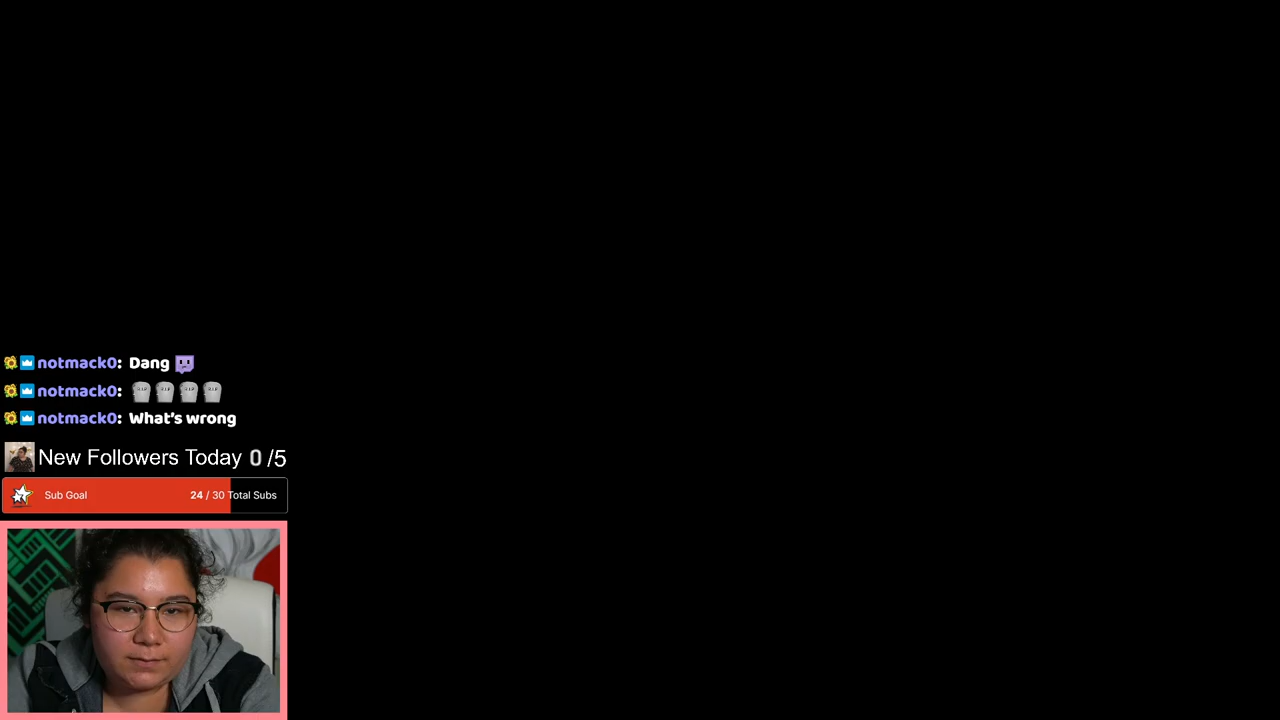 notmack0: Dang
notmack0:
notmack0: What's wrong
New Followers Today 0 /5
Sub Goal 24 / 30 Total Subs